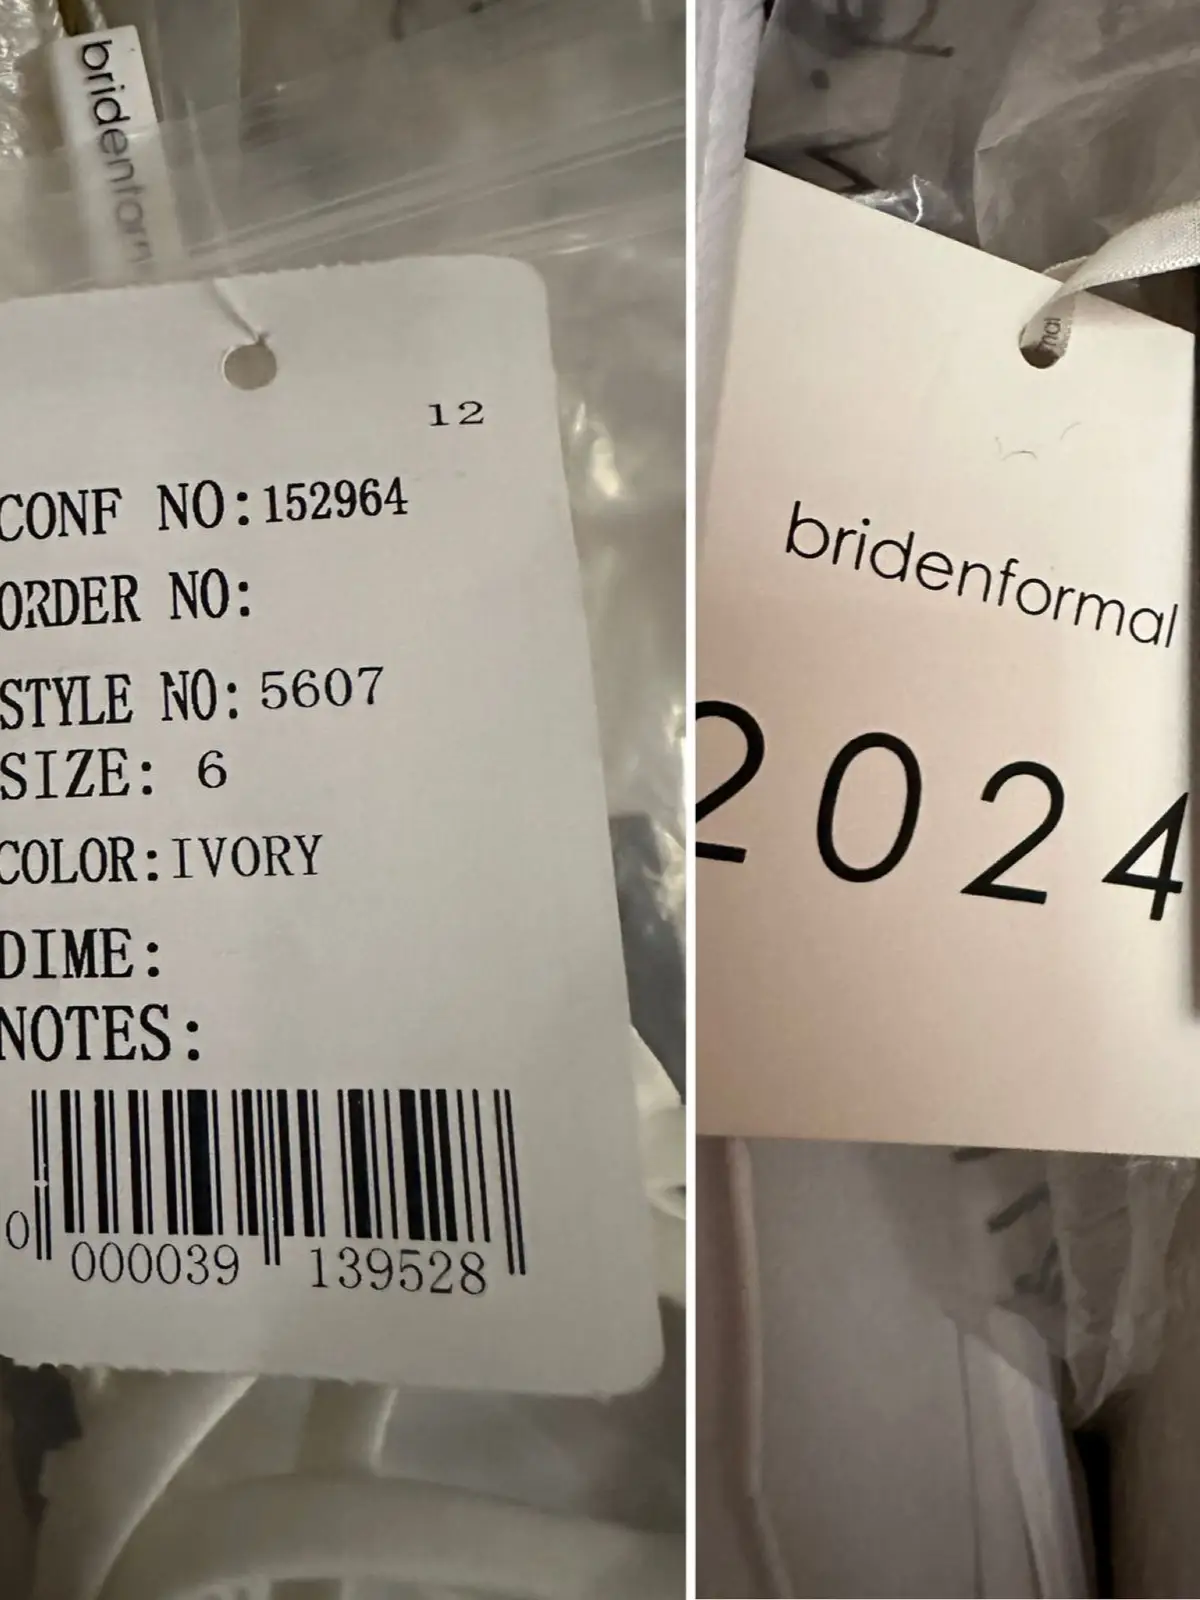 bridenform
12
CONF NO:152964
ORDER NO:
STYLE NO: 5607
SIZE: 6
COLOR:IVORY
DIME:
NOTES:
0 000039 139528
mal
bridenformal
2024